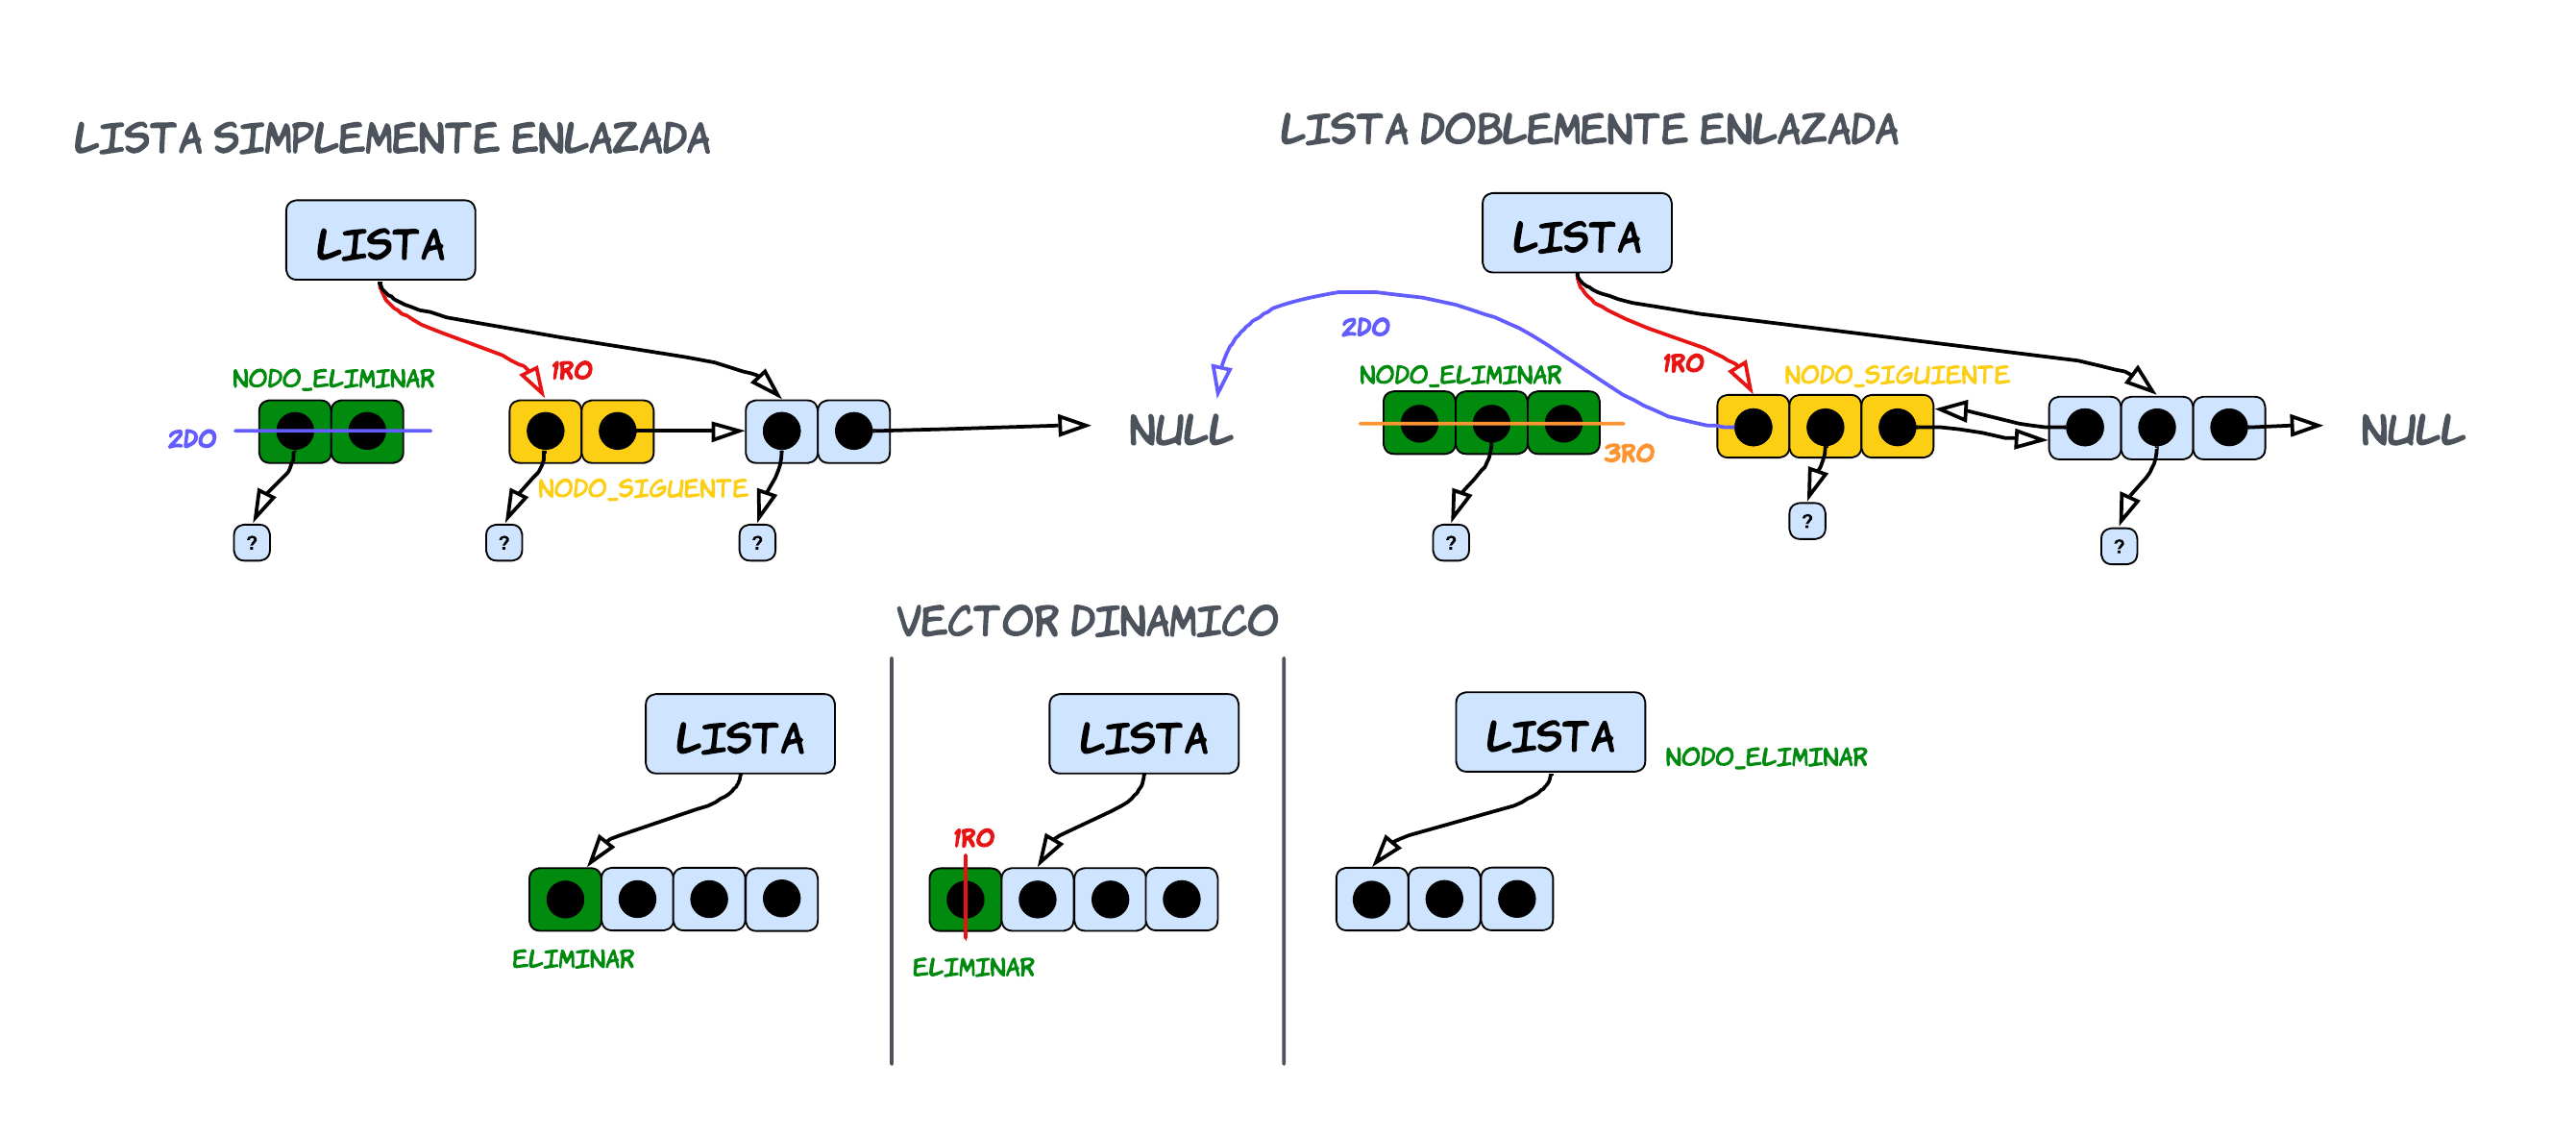 LISTA SIMPLEMENTE ENLAZADA
LISTA
1RO
NODO_ELIMINAR
2DO
NODO_SIGUENTE
NULL
?
?
?
LISTA DOBLEMENTE ENLAZADA
LISTA
2DO
1RO
NODO_ELIMINAR
NODO_SIGUIENTE
3RO
NULL
?
?
?
VECTOR DINAMICO
LISTA
ELIMINAR
LISTA
1RO
ELIMINAR
LISTA
NODO_ELIMINAR